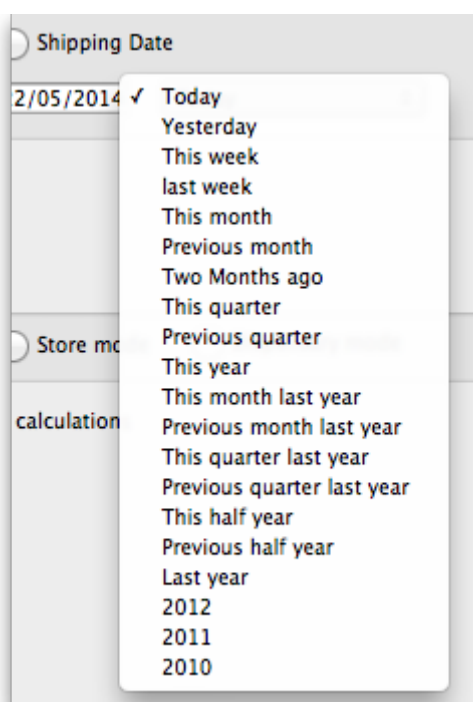 Shipping Date
2/05/2014 ✓ Today
Yesterday
This week
last week
This month
Previous month
Two Months ago
This quarter
Previous quarter
Store mo
This year
This month last year
calculation
Previous month last year
This quarter last year
Previous quarter last year
This half year
Previous half year
Last year
2012
2011
2010